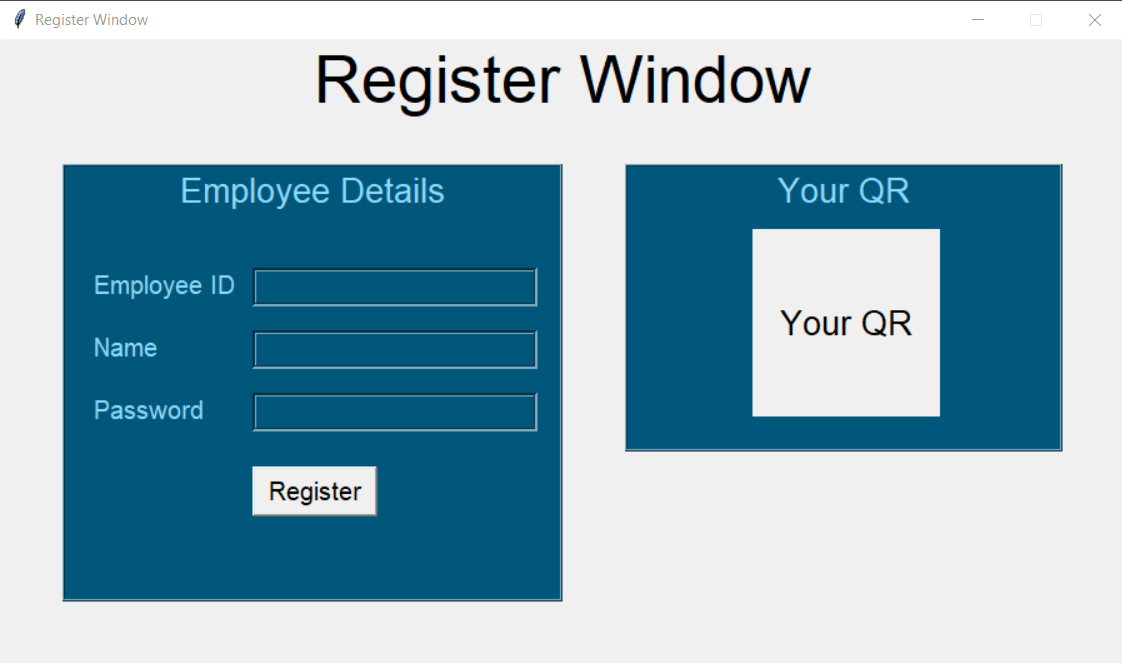 Register Window
Register Window
Employee Details
Employee ID
Name
Password
Register
Your QR
Your QR